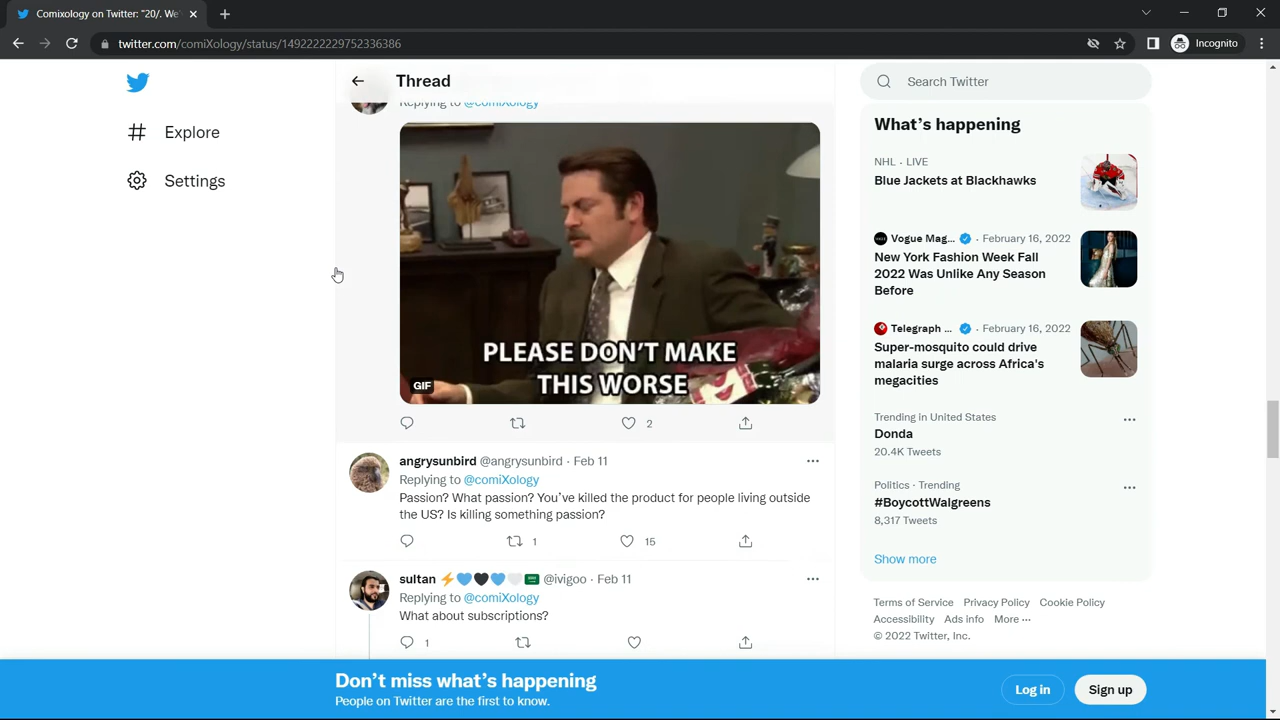 Comixology on Twitter: "20/. We
twitter.com/comiXology/status/1492222229752336386
Incognito
Explore
Settings
Thread
Replying to @comiXology
PLEASE DON'T MAKE
THIS WORSE
GIF
2
angrysunbird @angrysunbird · Feb 11
Replying to @comiXology
Passion? What passion? You've killed the product for people living outside
the US? Is killing something passion?
1
15
sultan @ivigoo · Feb 11
Replying to @comiXology
What about subscriptions?
1
Search Twitter
What's happening
NHL · LIVE
Blue Jackets at Blackhawks
Vogue Mag... · February 16, 2022
New York Fashion Week Fall
2022 Was Unlike Any Season
Before
Telegraph ... · February 16, 2022
Super-mosquito could drive
malaria surge across Africa's
megacities
Trending in United States
Donda
20.4K Tweets
Politics · Trending
#BoycottWalgreens
8,317 Tweets
Show more
Terms of Service Privacy Policy Cookie Policy
Accessibility Ads info More ···
© 2022 Twitter, Inc.
Don't miss what's happening
People on Twitter are the first to know.
Log in
Sign up